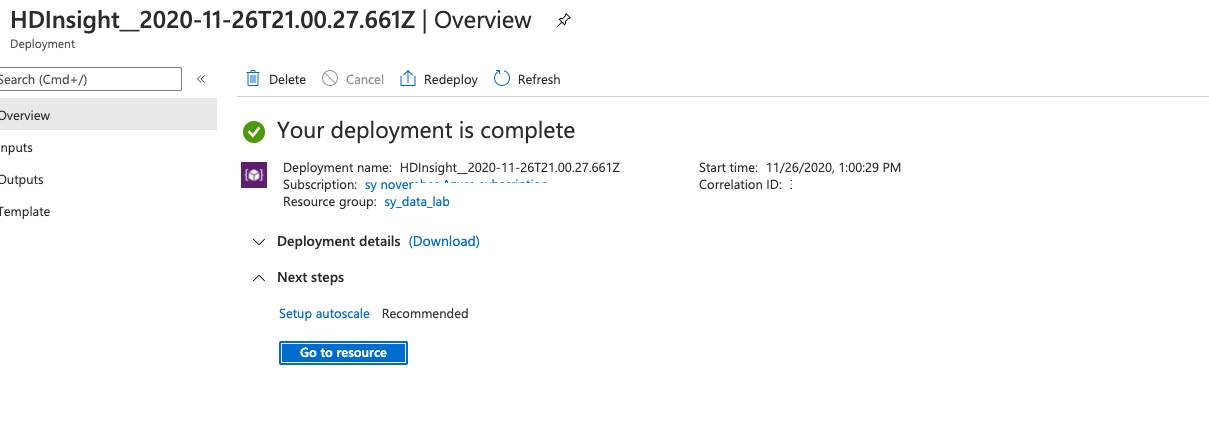 HDInsight__2020-11-26T21.00.27.661Z | Overview
Deployment
Search (Cmd+/)
«
Delete Cancel Redeploy Refresh
Overview
Inputs
Outputs
Template
Your deployment is complete
Deployment name: HDInsight__2020-11-26T21.00.27.661Z
Subscription: sy
Resource group: sy_data_lab
Start time: 11/26/2020, 1:00:29 PM
Correlation ID:
Deployment details (Download)
Next steps
Setup autoscale Recommended
Go to resource